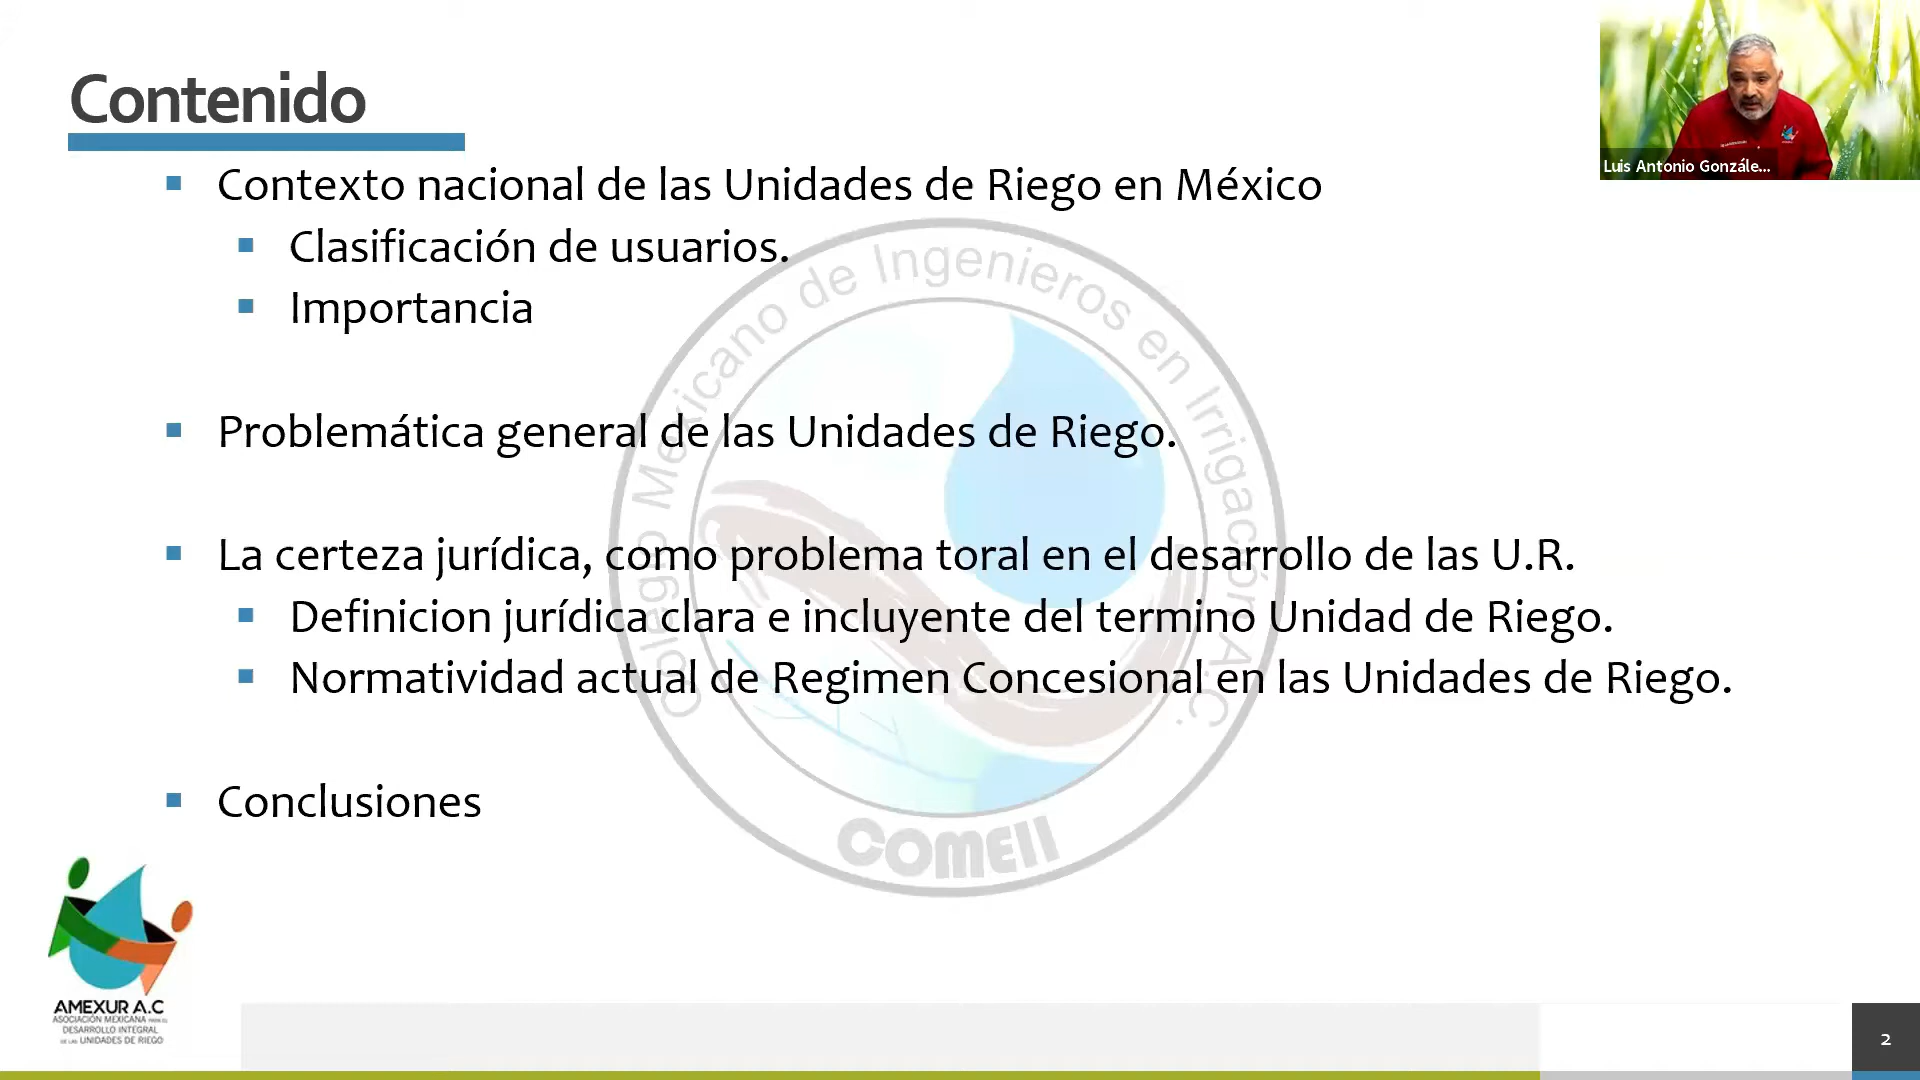 Contenido
Contexto nacional de las Unidades de Riego en México
Clasificación de usuarios.
Importancia
Problemática general de las Unidades de Riego.
La certeza jurídica, como problema toral en el desarrollo de las U.R.
Definicion jurídica clara e incluyente del termino Unidad de Riego.
Normatividad actual de Regimen Concesional en las Unidades de Riego.
Conclusiones
Colegio Mexicano de Ingenieros en Irrigación A.C.
COMEII
Luis Antonio Gonzále...
AMEXUR A.C
ASOCIACIÓN MEXICANA PARA EL
DESARROLLO INTEGRAL
DE LAS UNIDADES DE RIEGO
2